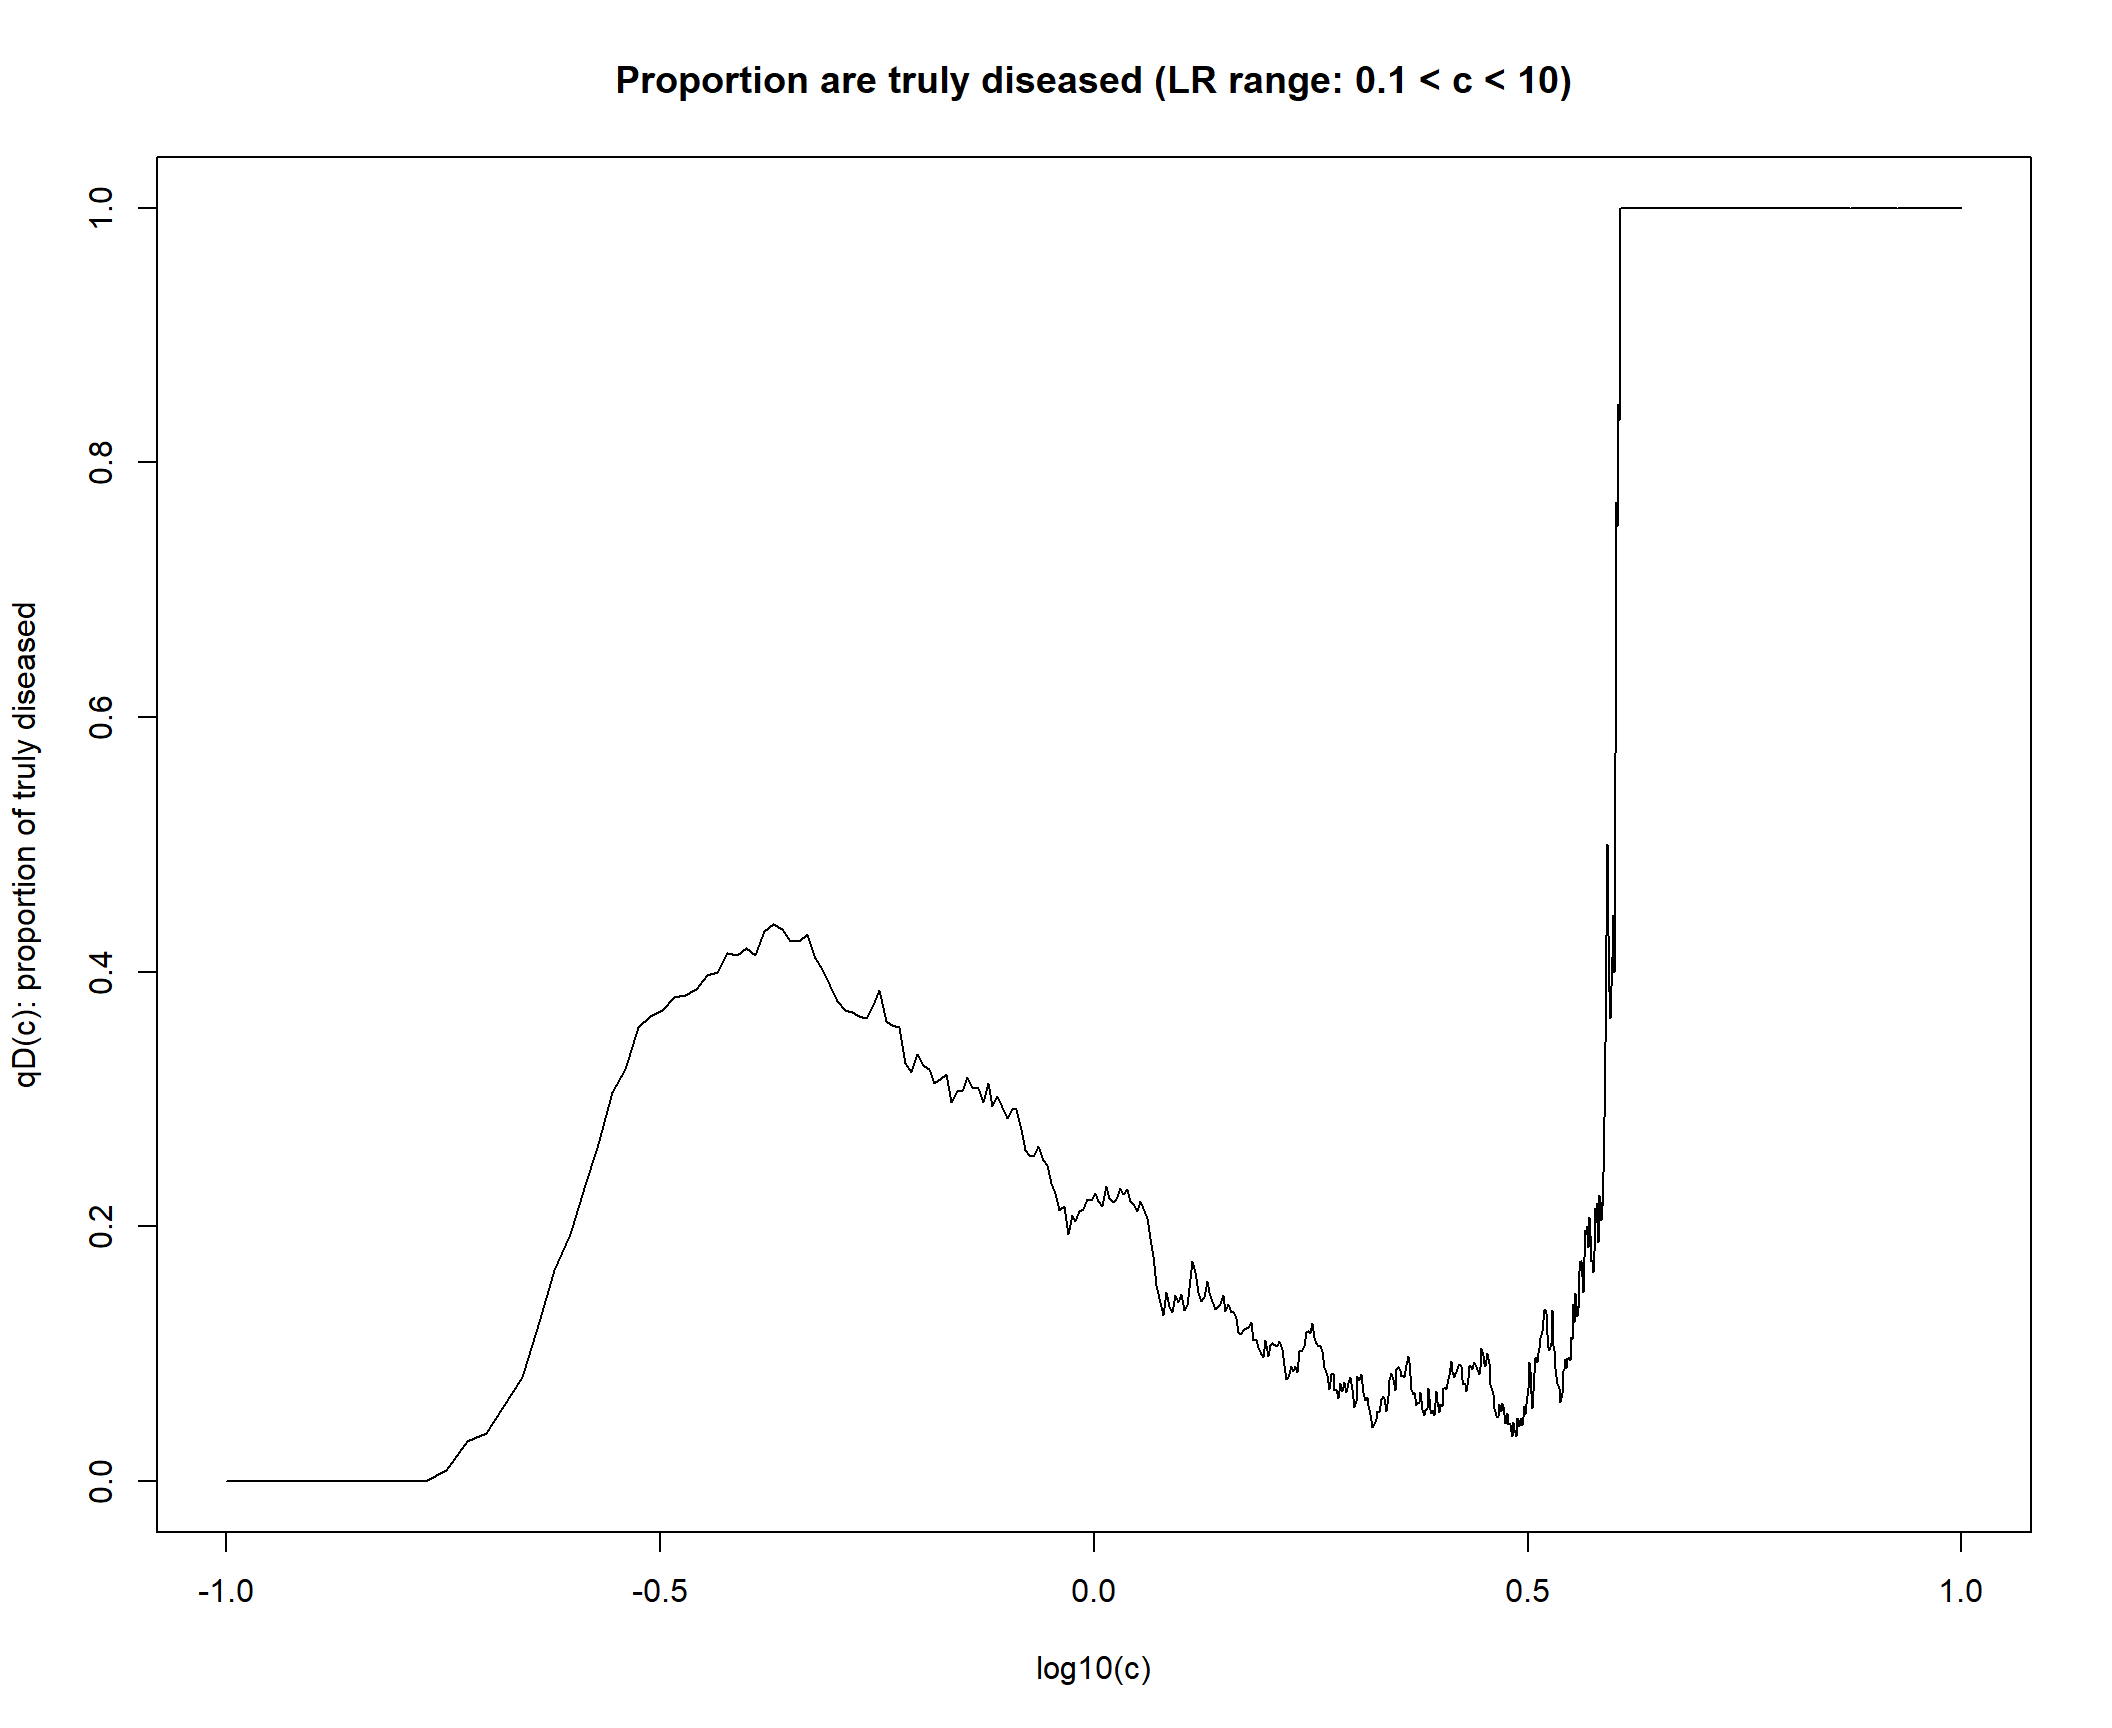 Proportion are truly diseased (LR range: 0.1 < c < 10)
qD(c): proportion of truly diseased
1.0
0.8
0.6
0.4
0.2
0.0
-1.0 -0.5 0.0 0.5 1.0
log10(c)